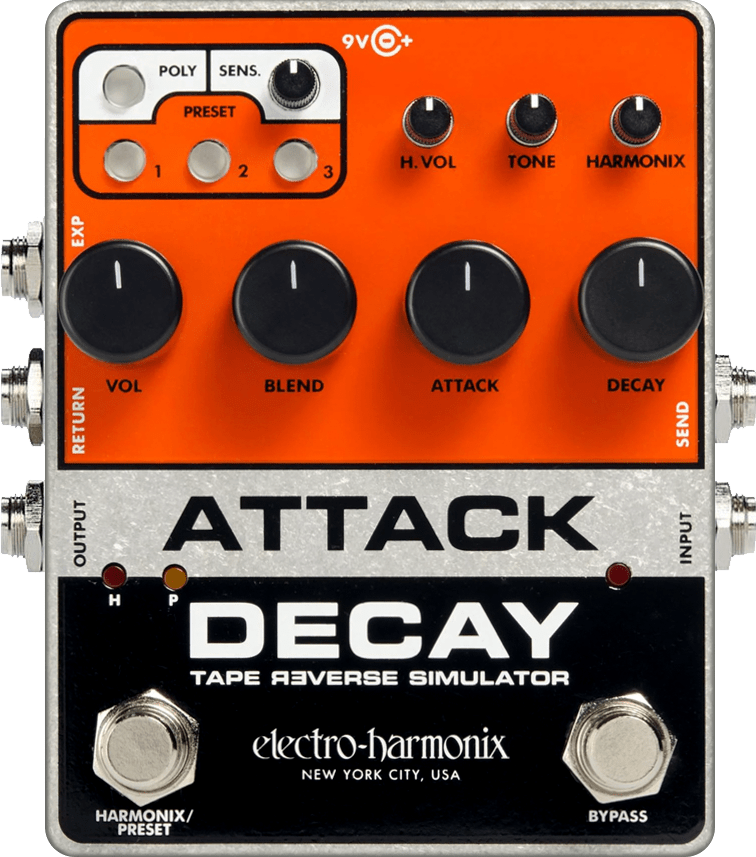 9V - +
POLY
SENS.
PRESET
1
2
3
H. VOL
TONE
HARMONIX
EXP
VOL
BLEND
ATTACK
DECAY
RETURN
SEND
OUTPUT
ATTACK
INPUT
H
P
DECAY
TAPE ЯEVERSE SIMULATOR
electro-harmonix
NEW YORK CITY, USA
HARMONIX/
PRESET
BYPASS